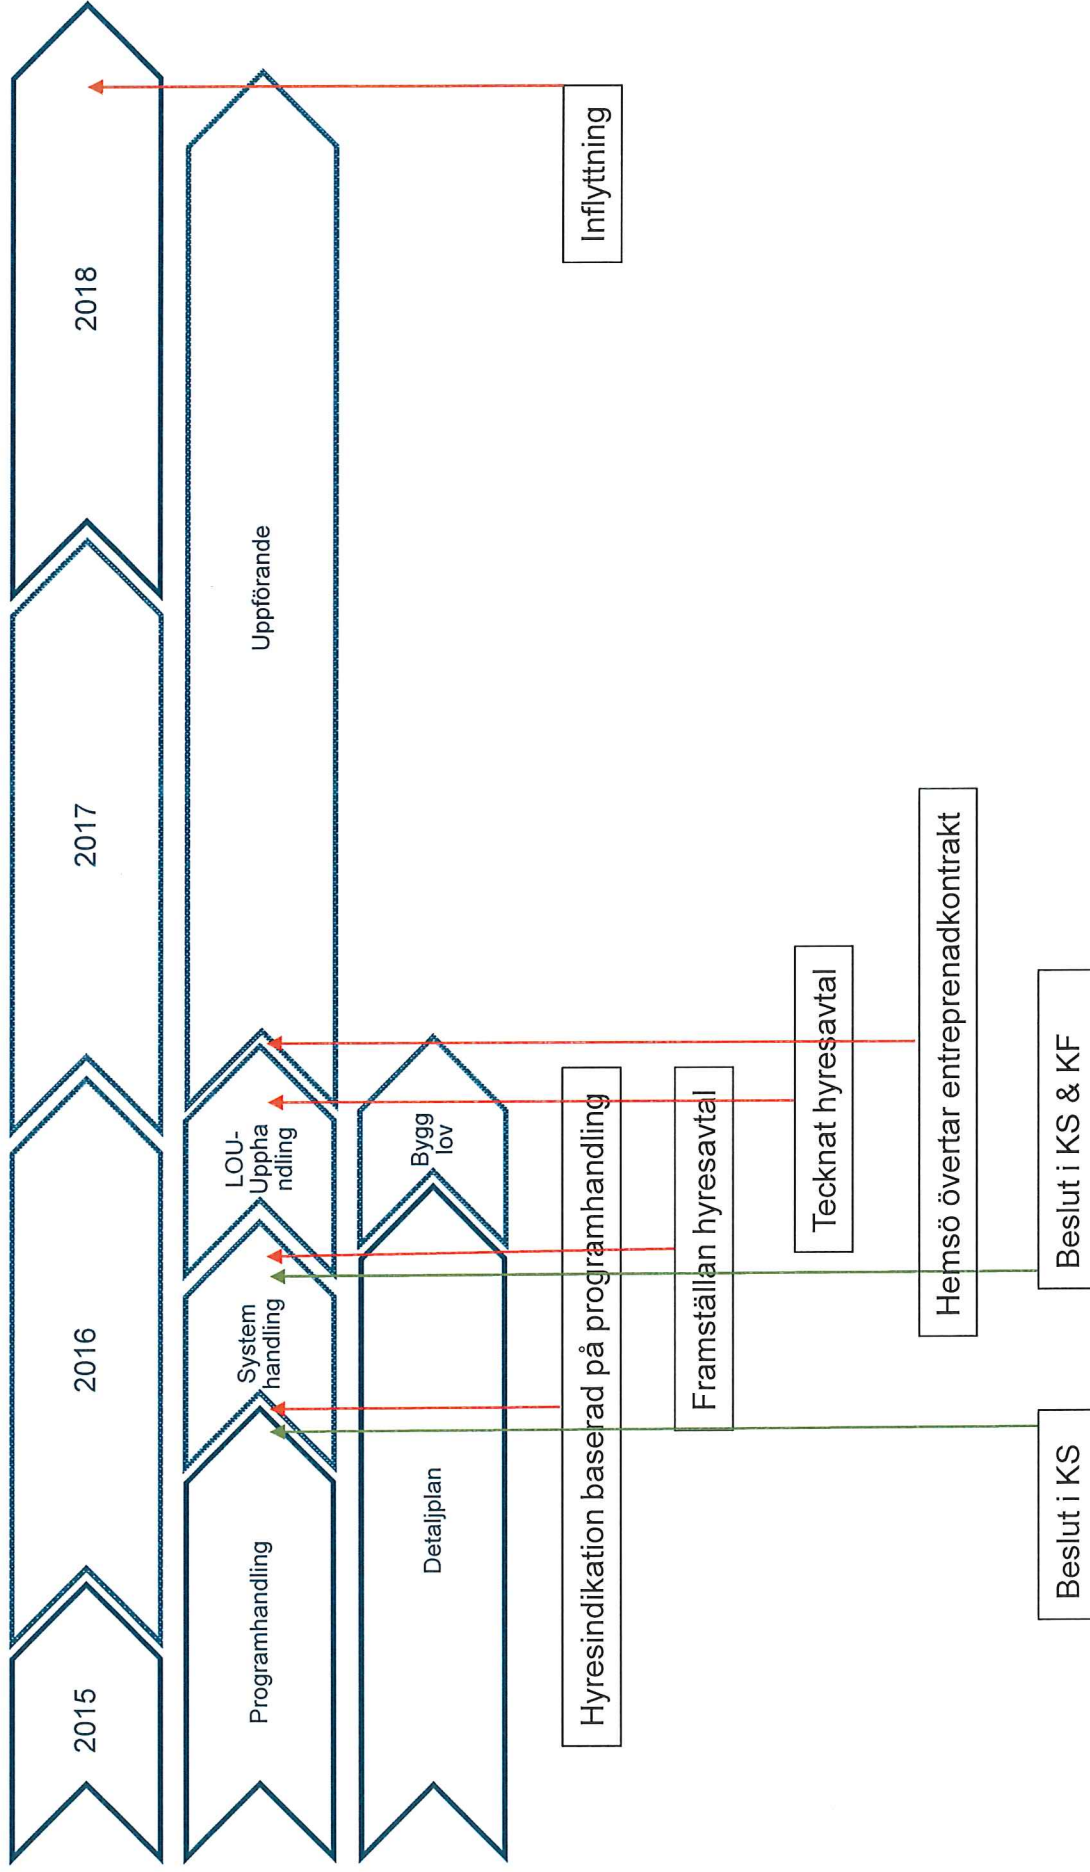 2015
2016
2017
2018
Programhandling
System
handling
LOU-
Uppha
ndling
Uppförande
Detaljplan
Bygg
lov
Hyresindikation baserad på programhandling
Inflyttning
Framställan hyresavtal
Tecknat hyresavtal
Hemsö övertar entreprenadkontrakt
Beslut i KS
Beslut i KS & KF